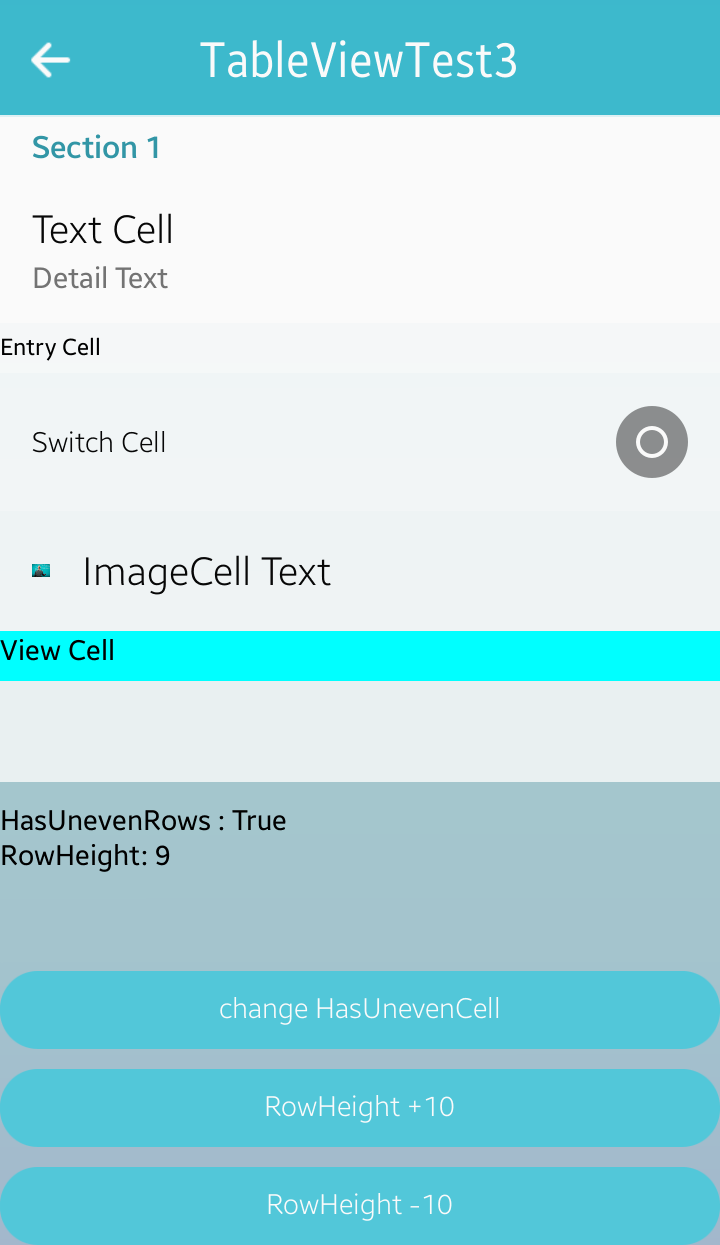 TableViewTest3
Section 1
Text Cell
Detail Text
Entry Cell
Switch Cell
ImageCell Text
View Cell
HasUnevenRows : True
RowHeight: 9
change HasUnevenCell
RowHeight +10
RowHeight -10